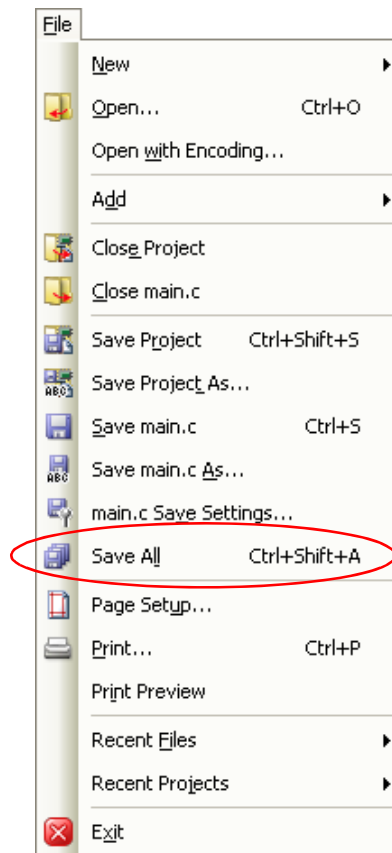 File
New
Open... Ctrl+O
Open with Encoding...
Add
Close Project
Close main.c
Save Project Ctrl+Shift+S
Save Project As...
Save main.c Ctrl+S
Save main.c As...
main.c Save Settings...
Save All Ctrl+Shift+A
Page Setup...
Print... Ctrl+P
Print Preview
Recent Files
Recent Projects
Exit